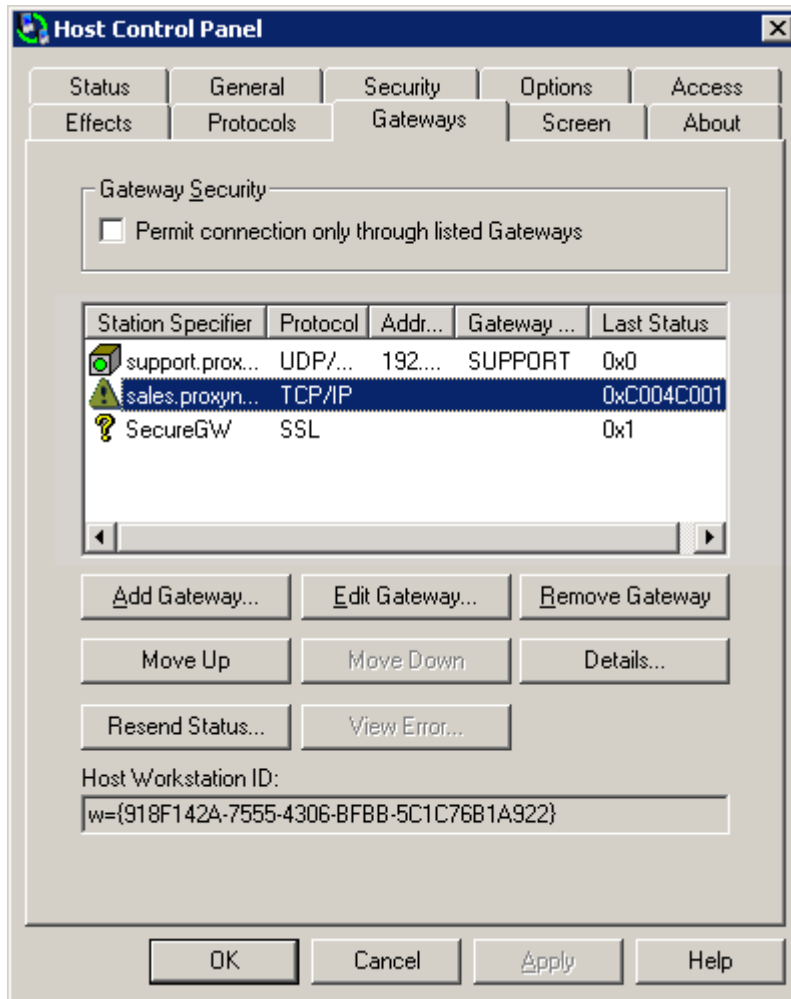 Host Control Panel
Status General Security Options Access
Effects Protocols Gateways Screen About
Gateway Security
Permit connection only through listed Gateways
Station Specifier Protocol Addr... Gateway ... Last Status
support.prox... UDP/... 192.... SUPPORT 0x0
sales.proxyn... TCP/IP 0xC004C001
SecureGW SSL 0x1
Add Gateway... Edit Gateway... Remove Gateway
Move Up Move Down Details...
Resend Status... View Error...
Host Workstation ID:
w={918F142A-7555-4306-BFBB-5C1C76B1A922}
OK Cancel Apply Help